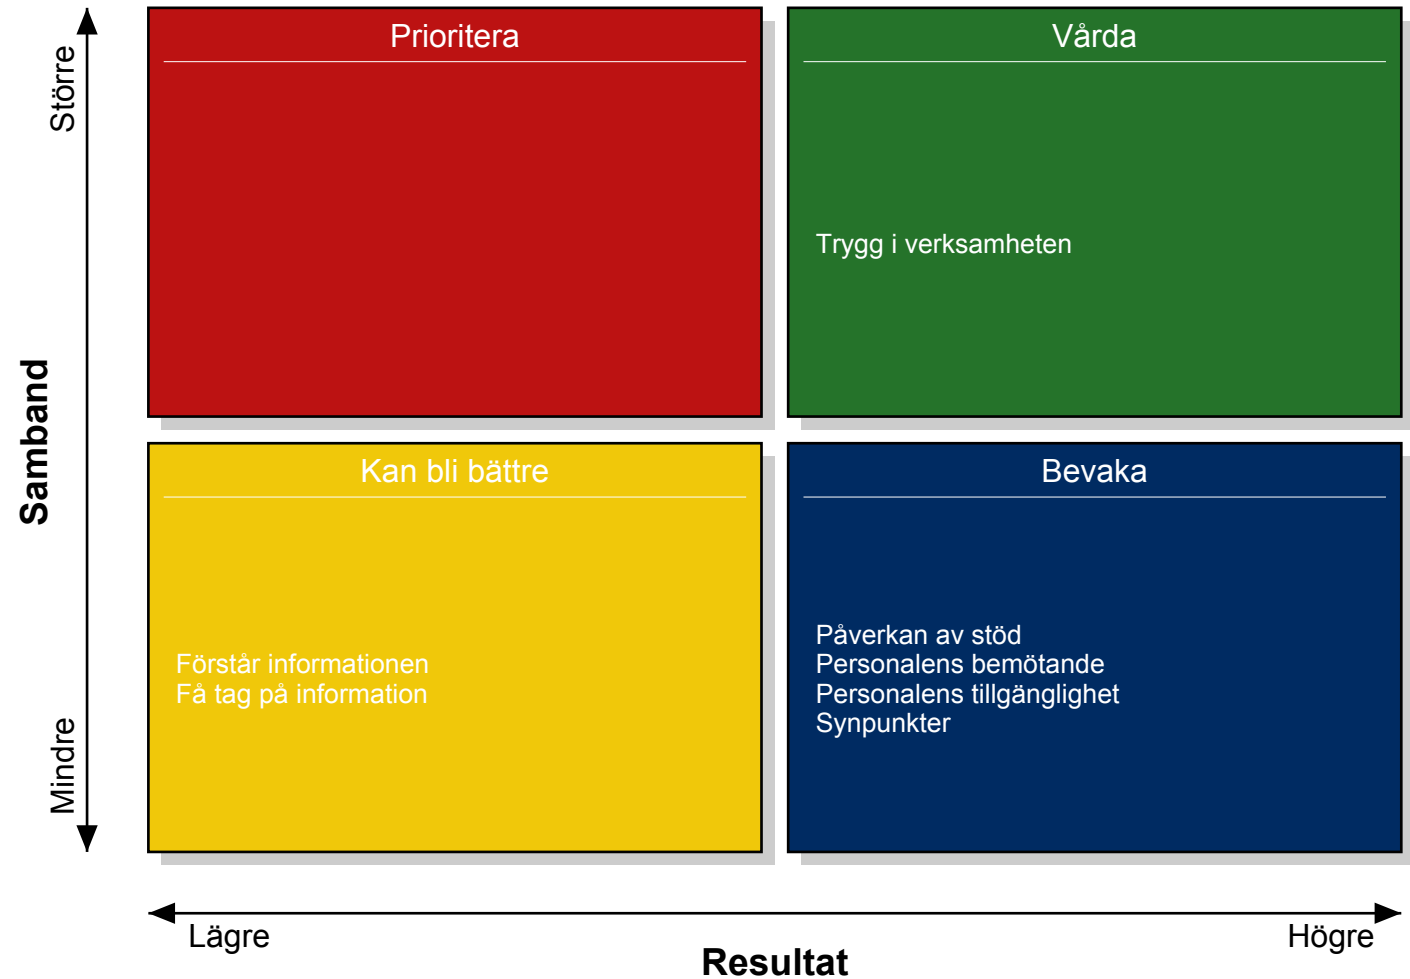 Större
Samband
Mindre
Prioritera
Vårda
Trygg i verksamheten
Kan bli bättre
Förstår informationen
Få tag på information
Bevaka
Påverkan av stöd
Personalens bemötande
Personalens tillgänglighet
Synpunkter
Lägre
Resultat
Högre